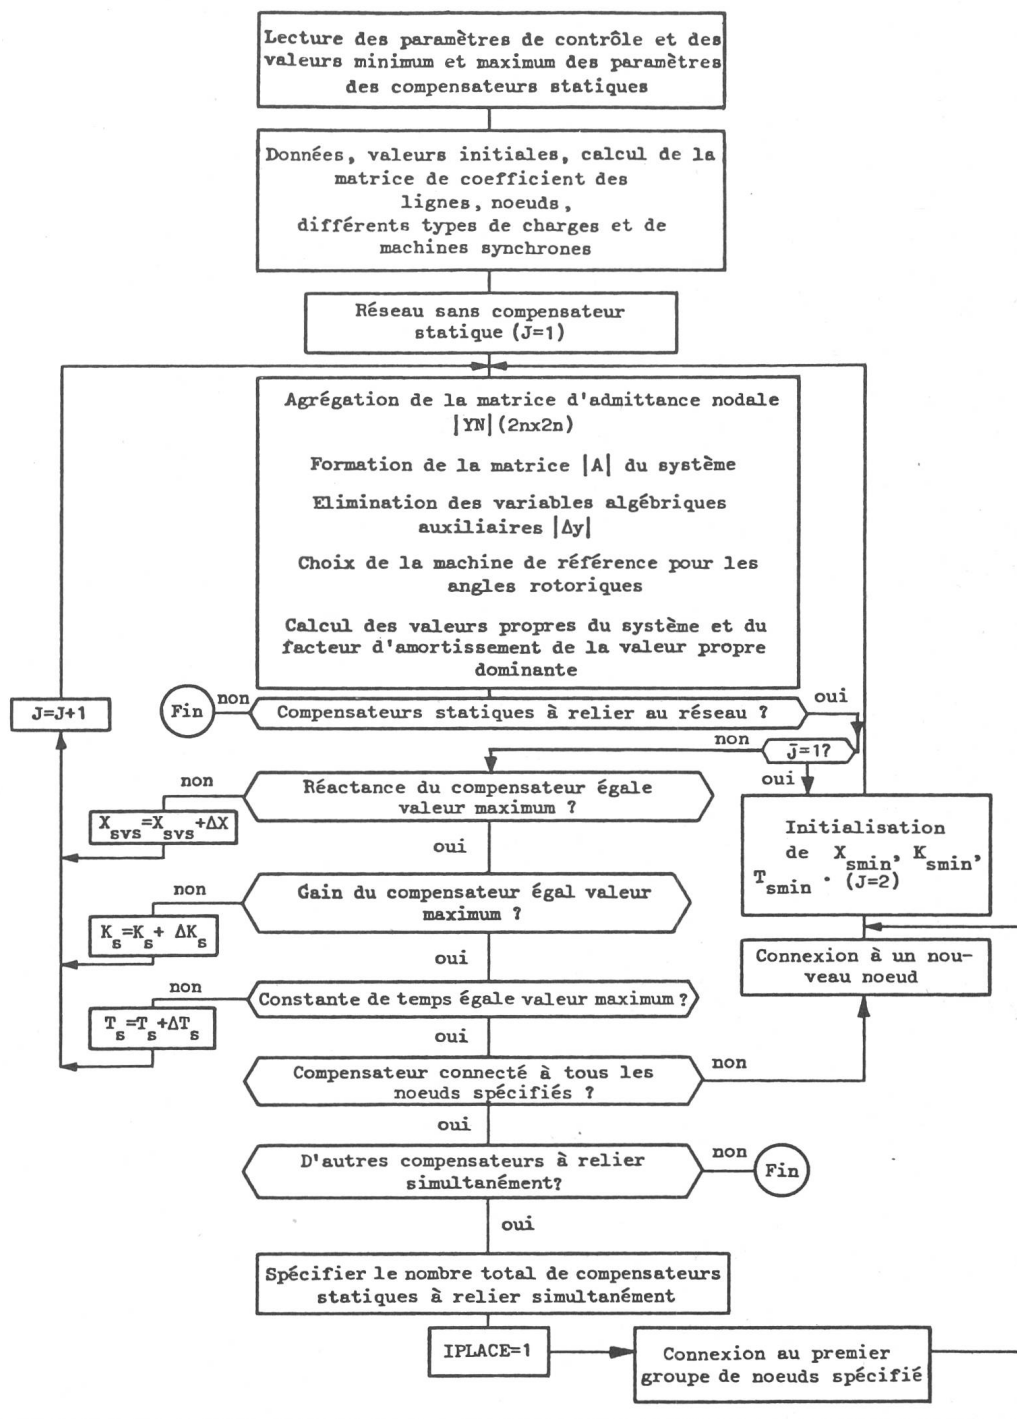 Lecture des paramètres de contrôle et des
valeurs minimum et maximum des paramètres
des compensateurs statiques
Données, valeurs initiales, calcul de la
matrice de coefficient des
lignes, noeuds,
différents types de charges et de
machines synchrones
Réseau sans compensateur
statique (J=1)
Agrégation de la matrice d'admittance nodale
|YN|(2nx2n)
Formation de la matrice |A| du système
Elimination des variables algébriques
auxiliaires |Δy|
Choix de la machine de référence pour les
angles rotoriques
Calcul des valeurs propres du système et du
facteur d'amortissement de la valeur propre
dominante
J=J+1
Fin
non
Compensateurs statiques à relier au réseau ?
oui
non
J=1?
oui
non
Réactance du compensateur égale
valeur maximum ?
X_svs=X_svs+ΔX
oui
Initialisation
de X_smin, K_smin,
T_smin . (J=2)
non
Gain du compensateur égal valeur
maximum ?
K_s=K_s+ ΔK_s
oui
Connexion à un nou-
veau noeud
non
Constante de temps égale valeur maximum ?
T_s=T_s+ΔT_s
oui
Compensateur connecté à tous les
noeuds spécifiés ?
non
oui
D'autres compensateurs à relier
simultanément?
non
Fin
oui
Spécifier le nombre total de compensateurs
statiques à relier simultanément
IPLACE=1
Connexion au premier
groupe de noeuds spécifié